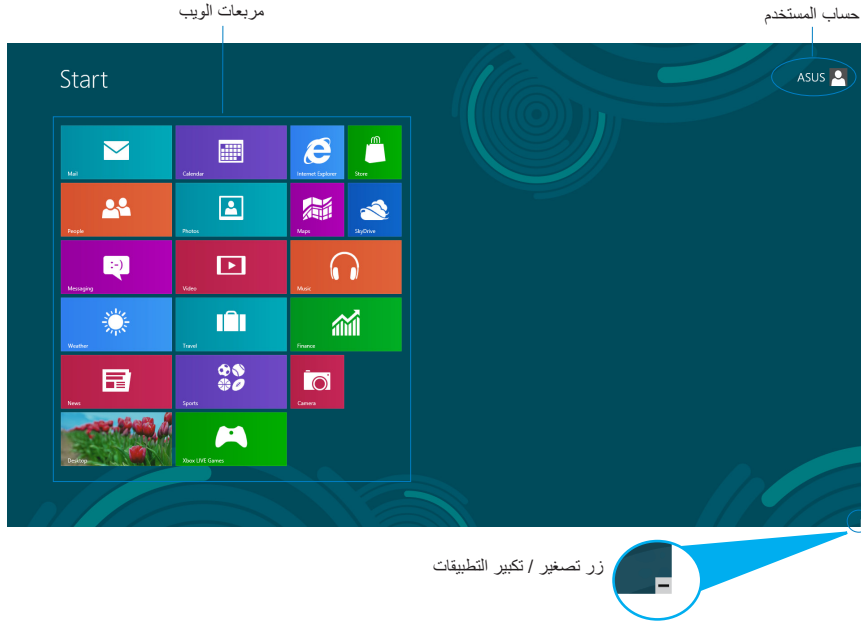 مربعات الويب
حساب المستخدم
Start
ASUS
Mail
Calendar
Internet Explorer
Store
People
Photos
Maps
SkyDrive
Messaging
Video
Music
Weather
Travel
Finance
News
Sports
Camera
Desktop
Xbox LIVE Games
زر تصغير / تكبير التطبيقات